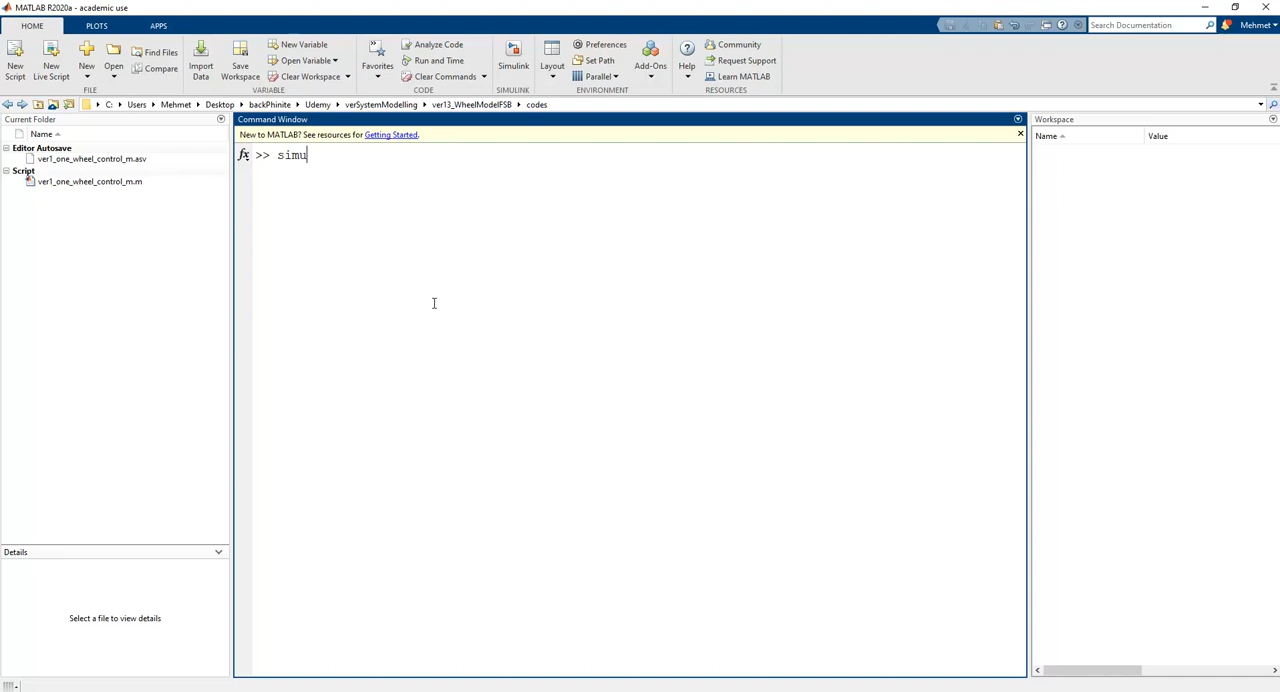 MATLAB R2020a - academic use
HOME PLOTS APPS
Search Documentation
Mehmet
New Script
New Live Script
New
Open
Find Files
Compare
FILE
Import Data
Save Workspace
New Variable
Open Variable
Clear Workspace
VARIABLE
Favorites
Analyze Code
Run and Time
Clear Commands
CODE
Simulink
SIMULINK
Layout
Preferences
Set Path
Parallel
Add-Ons
ENVIRONMENT
Help
Community
Request Support
Learn MATLAB
RESOURCES
C: Users Mehmet Desktop backPhinite Udemy verSystemModelling ver13_WheelModelFSB codes
Current Folder
Name
Editor Autosave
ver1_one_wheel_control_m.asv
Script
ver1_one_wheel_control_m.m
Details
Select a file to view details
Command Window
New to MATLAB? See resources for Getting Started.
fx >> simu
Workspace
Name Value